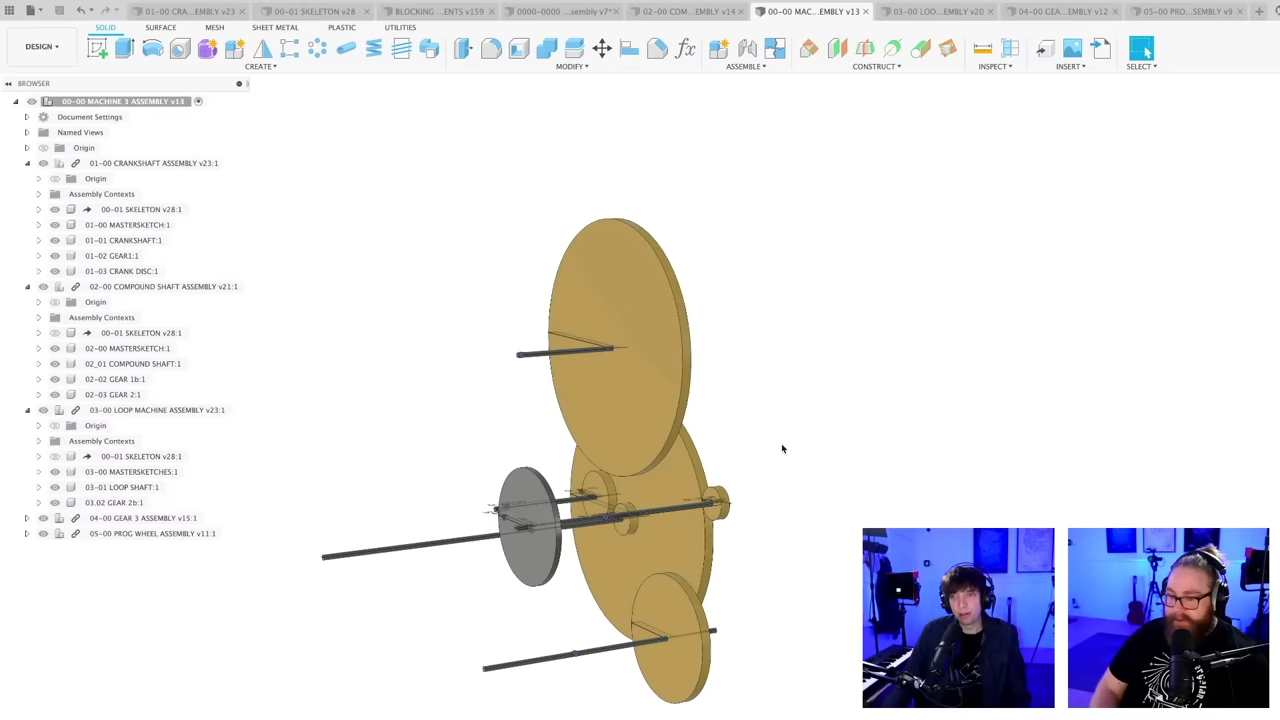 01-00 CRA...EMBLY v23
00-01 SKELETON v28
BLOCKING ...ENTS v159
0000-0000 ...sembly v7*
02-00 COM...EMBLY v14
00-00 MAC...EMBLY v13
03-00 LOO...EMBLY v20
04-00 GEA...EMBLY v12
05-00 PRO...SEMBLY v9
SOLID SURFACE MESH SHEET METAL PLASTIC UTILITIES
DESIGN
CREATE MODIFY ASSEMBLE CONSTRUCT INSPECT INSERT SELECT
BROWSER
00-00 MACHINE 3 ASSEMBLY v13
Document Settings
Named Views
Origin
01-00 CRANKSHAFT ASSEMBLY v23:1
Origin
Assembly Contexts
00-01 SKELETON v28:1
01-00 MASTERSKETCH:1
01-01 CRANKSHAFT:1
01-02 GEAR1:1
01-03 CRANK DISC:1
02-00 COMPOUND SHAFT ASSEMBLY v21:1
Origin
Assembly Contexts
00-01 SKELETON v28:1
02-00 MASTERSKETCH:1
02_01 COMPOUND SHAFT:1
02-02 GEAR 1b:1
02-03 GEAR 2:1
03-00 LOOP MACHINE ASSEMBLY v23:1
Origin
Assembly Contexts
00-01 SKELETON v28:1
03-00 MASTERSKETCHES:1
03-01 LOOP SHAFT:1
03.02 GEAR 2b:1
04-00 GEAR 3 ASSEMBLY v15:1
05-00 PROG WHEEL ASSEMBLY v11:1